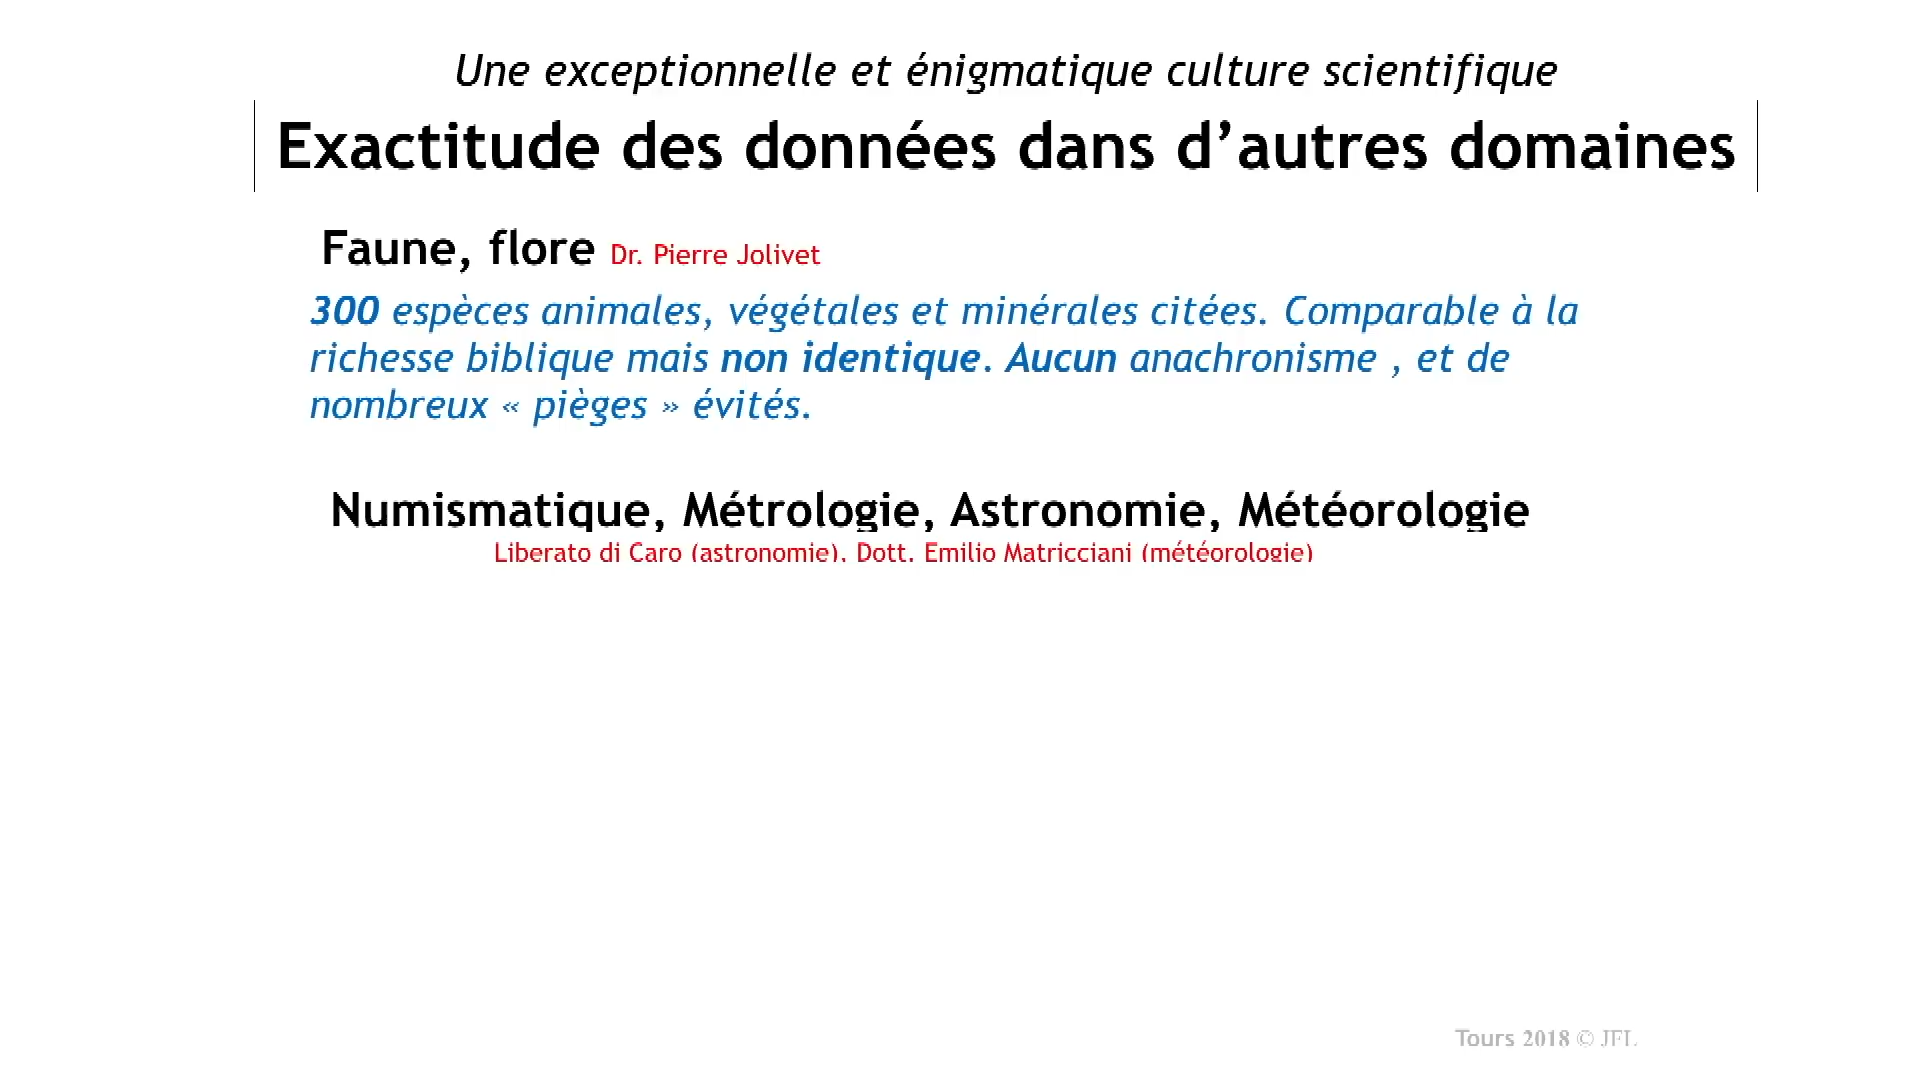 Une exceptionnelle et énigmatique culture scientifique
Exactitude des données dans d’autres domaines
Faune, flore Dr. Pierre Jolivet
300 espèces animales, végétales et minérales citées. Comparable à la
richesse biblique mais non identique. Aucun anachronisme , et de
nombreux « pièges » évités.
Numismatique, Métrologie, Astronomie, Météorologie
Liberato di Caro (astronomie). Dott. Emilio Matricciani (météorologie)
Tours 2018 © JFL